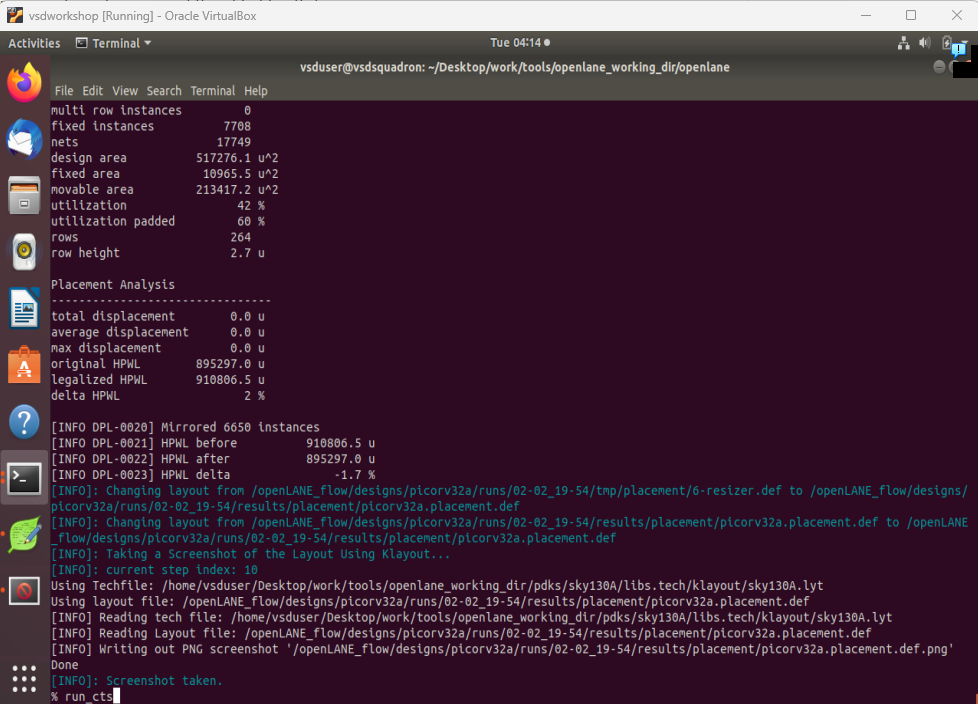 vsdworkshop [Running] - Oracle VirtualBox
Activities Terminal Tue 04:14
vsduser@vsdsquadron: ~/Desktop/work/tools/openlane_working_dir/openlane
File Edit View Search Terminal Help
multi row instances 0
fixed instances 7708
nets 17749
design area 517276.1 u^2
fixed area 10965.5 u^2
movable area 213417.2 u^2
utilization 42 %
utilization padded 60 %
rows 264
row height 2.7 u
Placement Analysis
--------------------------------
total displacement 0.0 u
average displacement 0.0 u
max displacement 0.0 u
original HPWL 895297.0 u
legalized HPWL 910806.5 u
delta HPWL 2 %
[INFO DPL-0020] Mirrored 6650 instances
[INFO DPL-0021] HPWL before 910806.5 u
[INFO DPL-0022] HPWL after 895297.0 u
[INFO DPL-0023] HPWL delta -1.7 %
[INFO]: Changing layout from /openLANE_flow/designs/picorv32a/runs/02-02_19-54/tmp/placement/6-resizer.def to /openLANE_flow/designs/
picorv32a/runs/02-02_19-54/results/placement/picorv32a.placement.def
[INFO]: Changing layout from /openLANE_flow/designs/picorv32a/runs/02-02_19-54/results/placement/picorv32a.placement.def to /openLANE
_flow/designs/picorv32a/runs/02-02_19-54/results/placement/picorv32a.placement.def
[INFO]: Taking a Screenshot of the Layout Using Klayout...
[INFO]: current step index: 10
Using Techfile: /home/vsduser/Desktop/work/tools/openlane_working_dir/pdks/sky130A/libs.tech/klayout/sky130A.lyt
Using layout file: /openLANE_flow/designs/picorv32a/runs/02-02_19-54/results/placement/picorv32a.placement.def
[INFO] Reading tech file: /home/vsduser/Desktop/work/tools/openlane_working_dir/pdks/sky130A/libs.tech/klayout/sky130A.lyt
[INFO] Reading Layout file: /openLANE_flow/designs/picorv32a/runs/02-02_19-54/results/placement/picorv32a.placement.def
[INFO] Writing out PNG screenshot '/openLANE_flow/designs/picorv32a/runs/02-02_19-54/results/placement/picorv32a.placement.def.png'
Done
[INFO]: Screenshot taken.
% run_cts